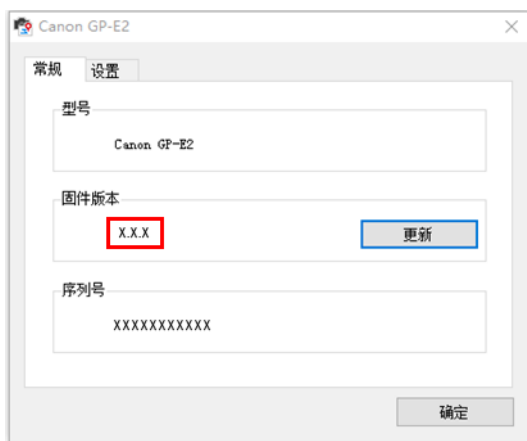 Canon GP-E2
常规 设置
型号
Canon GP-E2
固件版本
X.X.X 更新
序列号
XXXXXXXXXXX
确定